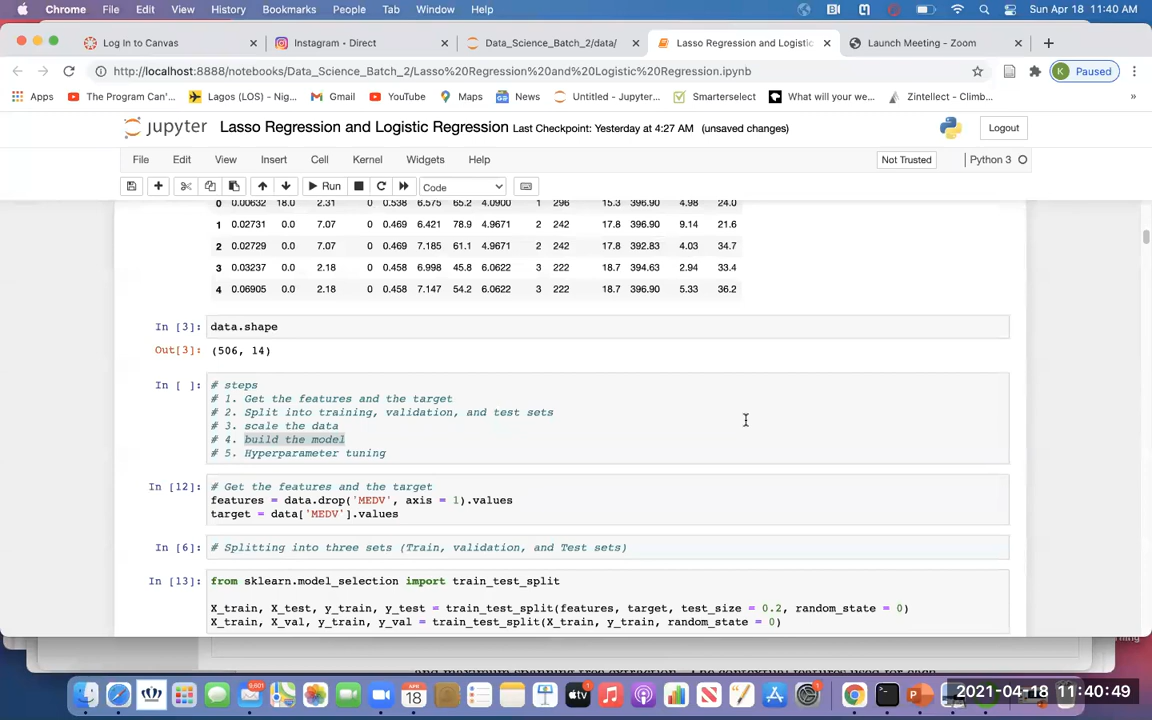 Chrome File Edit View History Bookmarks People Tab Window Help Sun Apr 18 11:40 AM
Log In to Canvas Instagram • Direct Data_Science_Batch_2/data/ Lasso Regression and Logistic Launch Meeting - Zoom
http://localhost:8888/notebooks/Data_Science_Batch_2/Lasso%20Regression%20and%20Logistic%20Regression.ipynb K Paused
Apps The Program Can'... Lagos (LOS) – Nig... Gmail YouTube Maps News Untitled - Jupyter... Smarterselect What will your we... Zintellect - Climb... »
jupyter Lasso Regression and Logistic Regression Last Checkpoint: Yesterday at 4:27 AM (unsaved changes) Logout
File Edit View Insert Cell Kernel Widgets Help Not Trusted Python 3
Run Code
0 0.00632 18.0 2.31 0 0.538 6.575 65.2 4.0900 1 296 15.3 396.90 4.98 24.0
1 0.02731 0.0 7.07 0 0.469 6.421 78.9 4.9671 2 242 17.8 396.90 9.14 21.6
2 0.02729 0.0 7.07 0 0.469 7.185 61.1 4.9671 2 242 17.8 392.83 4.03 34.7
3 0.03237 0.0 2.18 0 0.458 6.998 45.8 6.0622 3 222 18.7 394.63 2.94 33.4
4 0.06905 0.0 2.18 0 0.458 7.147 54.2 6.0622 3 222 18.7 396.90 5.33 36.2
In [3]: data.shape
Out[3]: (506, 14)
In [ ]: # steps
# 1. Get the features and the target
# 2. Split into training, validation, and test sets
# 3. scale the data
# 4. build the model
# 5. Hyperparameter tuning
In [12]: # Get the features and the target
features = data.drop('MEDV', axis = 1).values
target = data['MEDV'].values
In [6]: # Splitting into three sets (Train, validation, and Test sets)
In [13]: from sklearn.model_selection import train_test_split
X_train, X_test, y_train, y_test = train_test_split(features, target, test_size = 0.2, random_state = 0)
X_train, X_val, y_train, y_val = train_test_split(X_train, y_train, random_state = 0)
9,601 APR 18 tv
2021-04-18 11:40:49